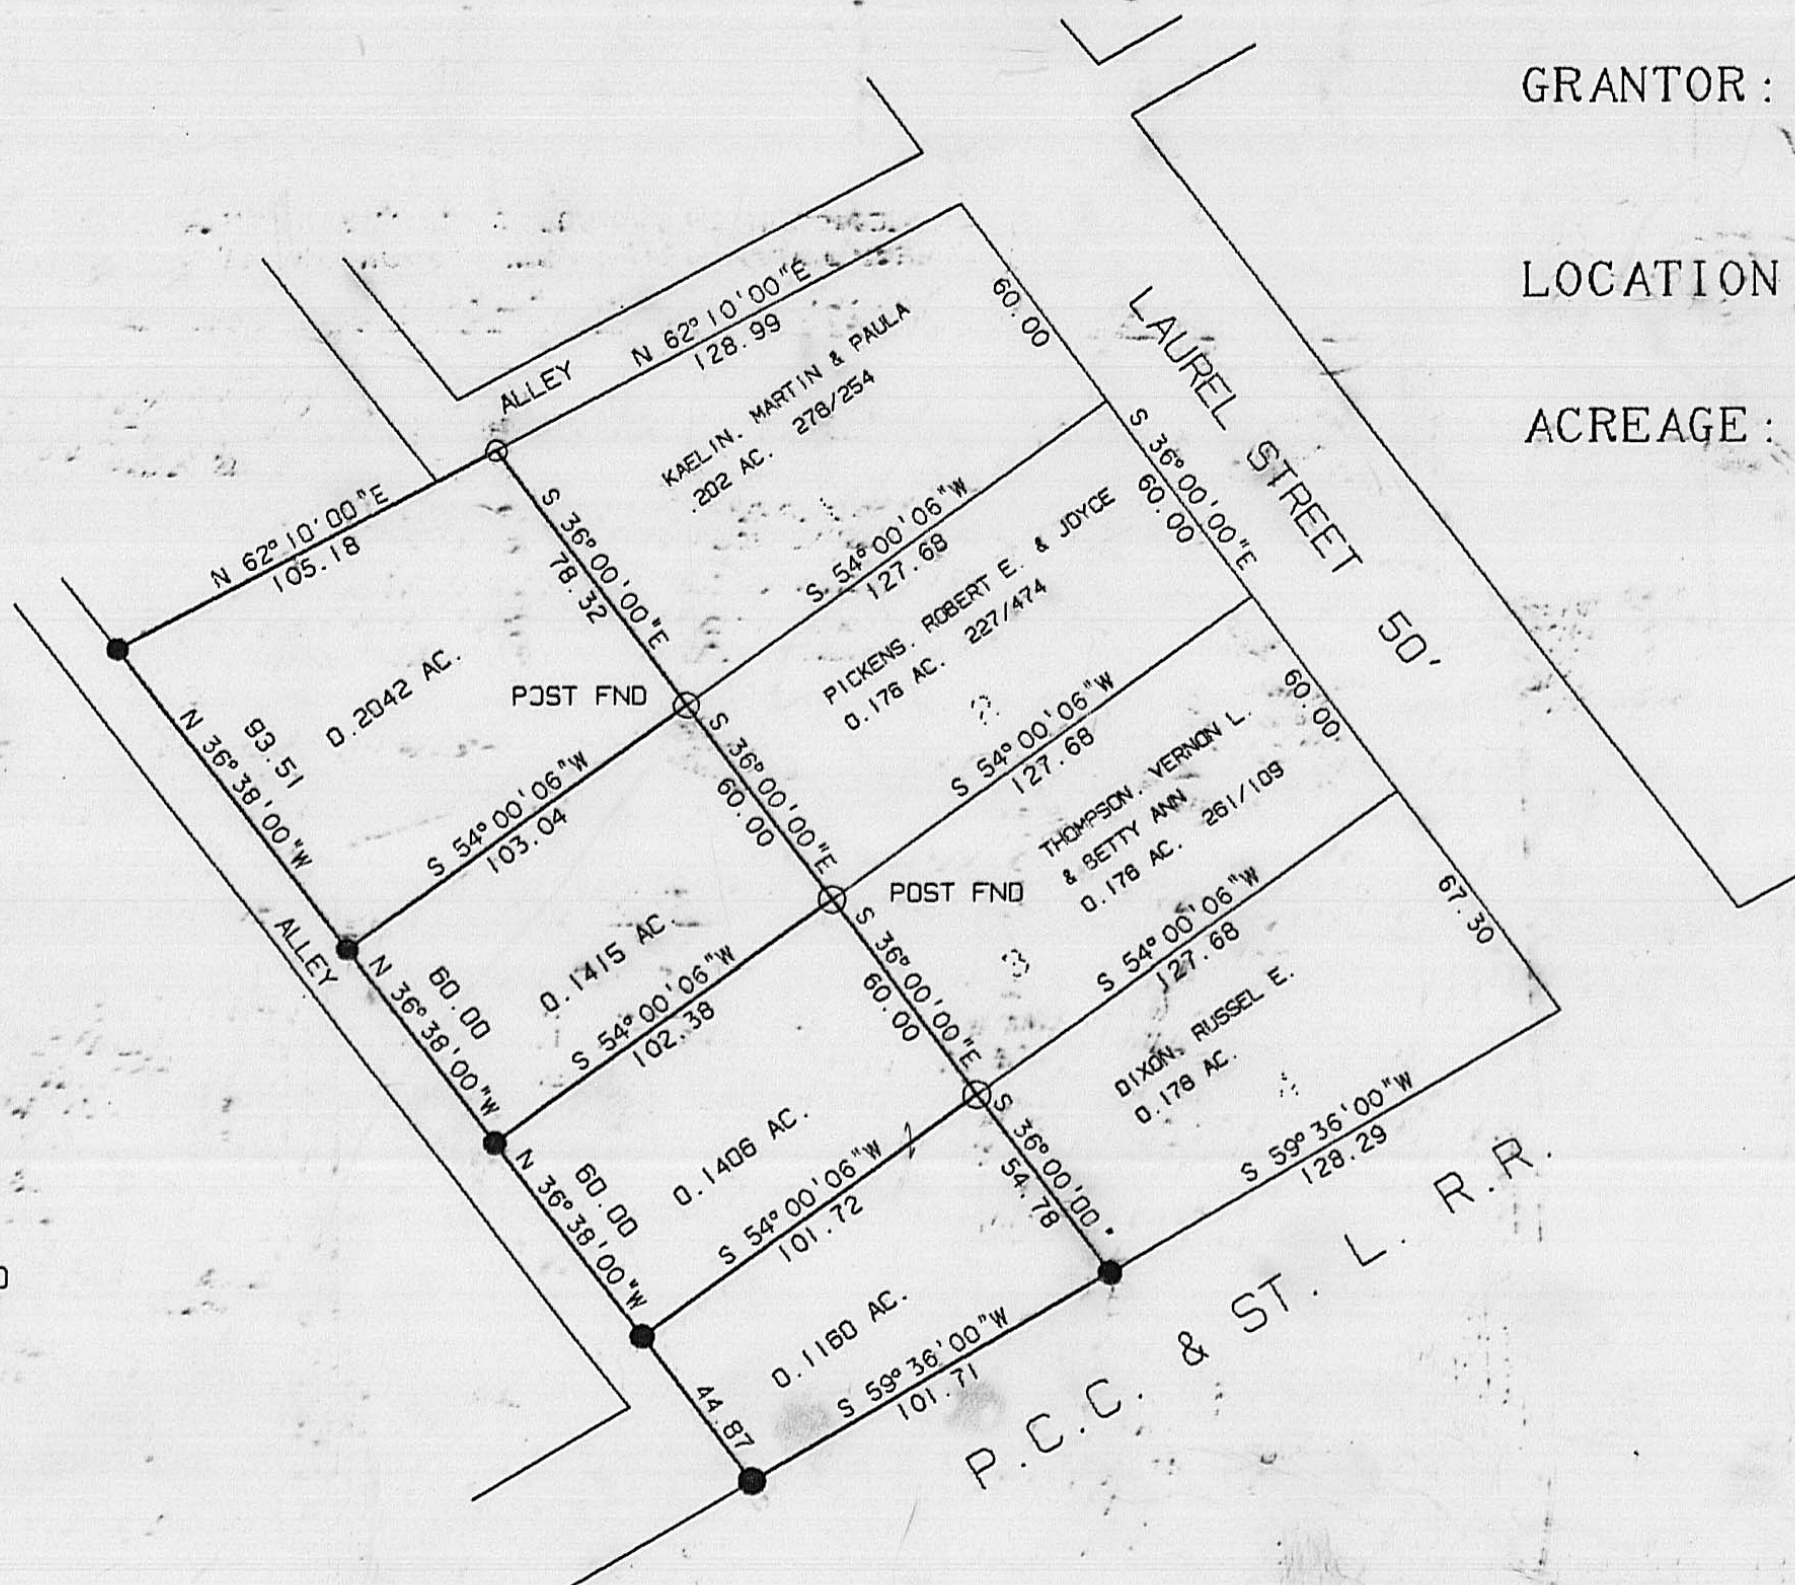 GRANTOR :
LOCATION
ACREAGE :
LAUREL STREET 50'
ALLEY
N 62° 10' 00" E
128.99
60.00
KAELIN, MARTIN & PAULA
278/254
.202 AC.
1
S 54° 00' 06" W
127.68
S 36° 00' 00" E
60.00
PICKENS, ROBERT E. & JOYCE
0.176 AC. 227/474
2
S 54° 00' 06" W
127.68
60.00
THOMPSON, VERNON L.
& BETTY ANN
0.176 AC. 261/109
3
S 54° 00' 06" W
127.68
67.30
DIXON, RUSSEL E.
0.178 AC.
S 59° 36' 00" W
128.29
N 62° 10' 00" E
105.18
S 36° 00' 00" E
78.32
0.2042 AC.
POST FND
93.51
N 36° 38' 00" W
S 54° 00' 06" W
103.04
S 36° 00' 00" E
60.00
POST FND
0.1415 AC.
ALLEY
60.00
N 36° 38' 00" W
S 54° 00' 06" W
102.38
S 36° 00' 00" E
60.00
0.1406 AC.
60.00
N 36° 38' 00" W
S 54° 00' 06" W
101.72
S 36° 00' 00"
54.78
0.1160 AC.
44.87
S 59° 36' 00" W
101.71
P.C.C. & ST. L. R.R.